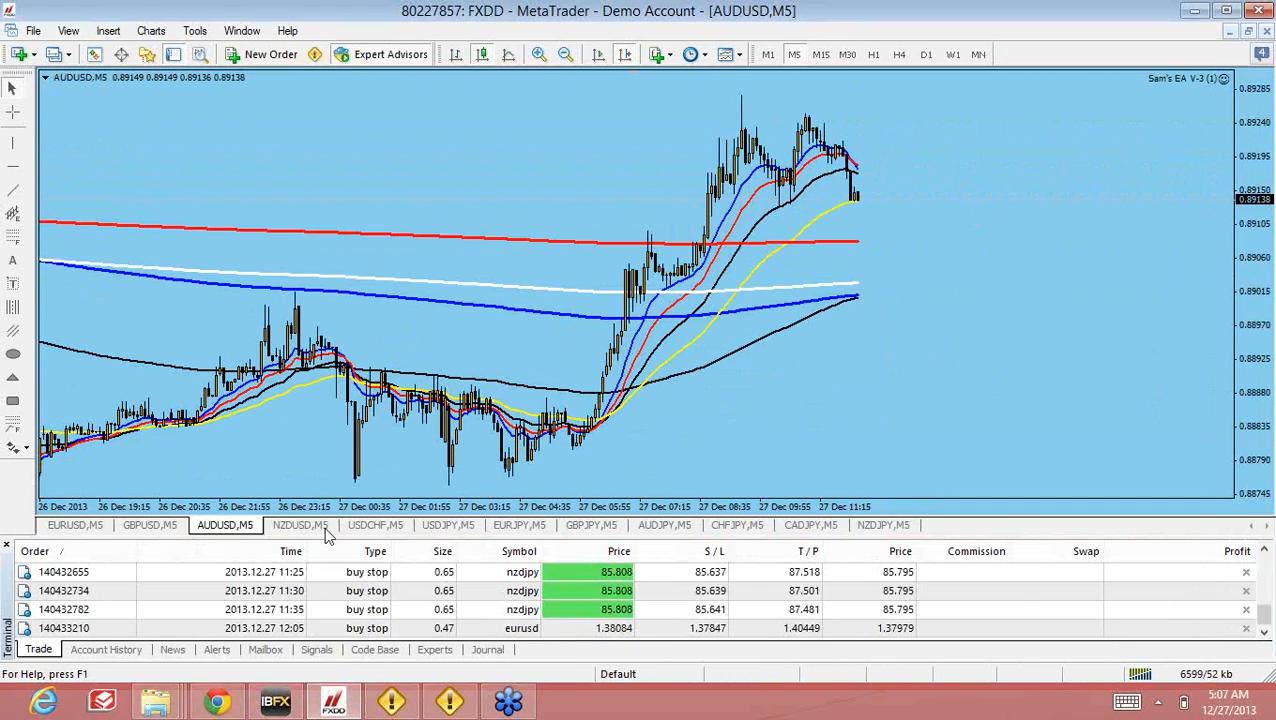 80227857: FXDD - MetaTrader - Demo Account - [AUDUSD,M5]
File View Insert Charts Tools Window Help
New Order Expert Advisors M1 M5 M15 M30 H1 H4 D1 W1 MN 4
AUDUSD,M5 0.89149 0.89149 0.89136 0.89138 Sam's EA V-3 (1)
0.89285
0.89240
0.89195
0.89150
0.89138
0.89105
0.89060
0.89015
0.88970
0.88925
0.88880
0.88835
0.88790
0.88745
26 Dec 2013 26 Dec 19:15 26 Dec 20:35 26 Dec 21:55 26 Dec 23:15 27 Dec 00:35 27 Dec 01:55 27 Dec 03:15 27 Dec 04:35 27 Dec 05:55 27 Dec 07:15 27 Dec 08:35 27 Dec 09:55 27 Dec 11:15
EURUSD,M5 GBPUSD,M5 AUDUSD,M5 NZDUSD,M5 USDCHF,M5 USDJPY,M5 EURJPY,M5 GBPJPY,M5 AUDJPY,M5 CHFJPY,M5 CADJPY,M5 NZDJPY,M5
Order Time Type Size Symbol Price S / L T / P Price Commission Swap Profit
140432655 2013.12.27 11:25 buy stop 0.65 nzdjpy 85.808 85.637 87.518 85.795
140432734 2013.12.27 11:30 buy stop 0.65 nzdjpy 85.808 85.639 87.501 85.795
140432782 2013.12.27 11:35 buy stop 0.65 nzdjpy 85.808 85.641 87.481 85.795
140433210 2013.12.27 12:05 buy stop 0.47 eurusd 1.38084 1.37847 1.40449 1.37979
Terminal
Trade Account History News Alerts Mailbox Signals Code Base Experts Journal
For Help, press F1 Default 6599/52 kb
IBFX FXDD 5:07 AM
12/27/2013